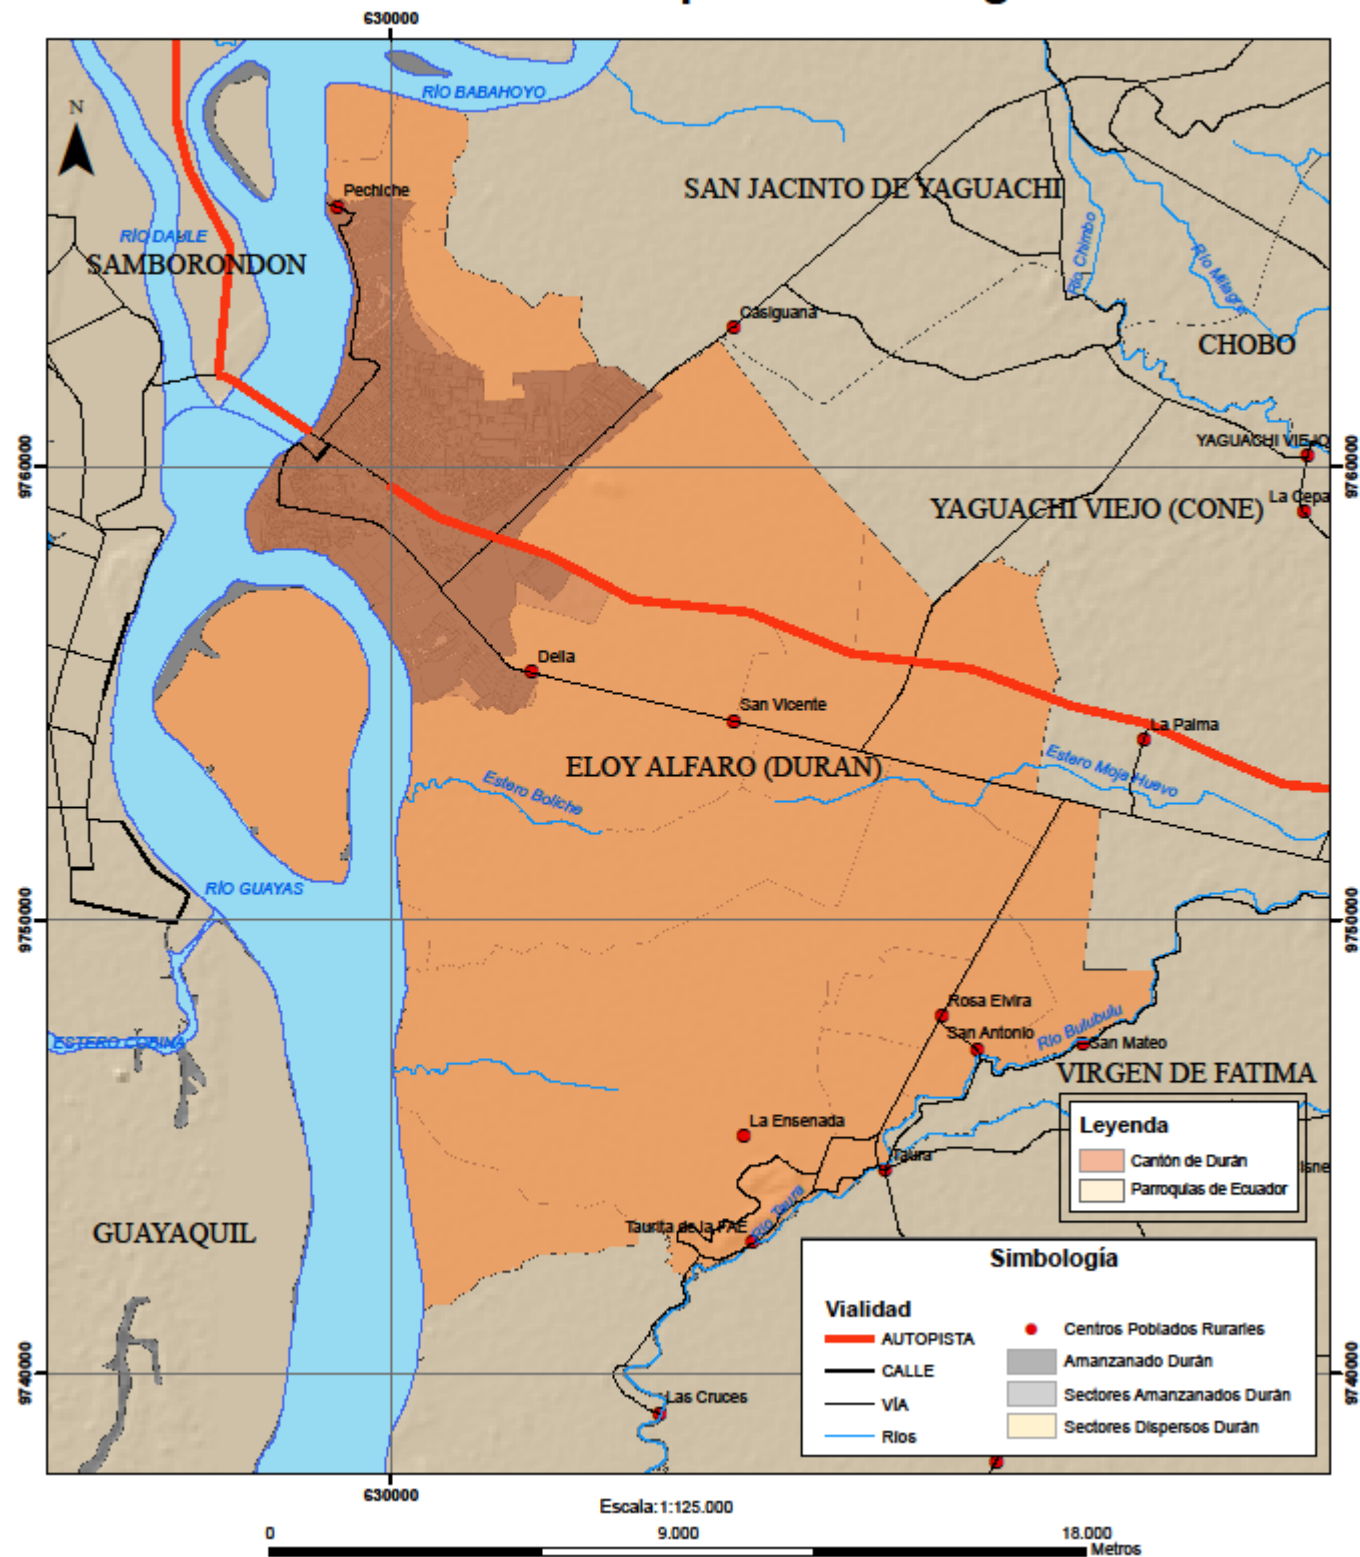 630000
RÍO BABAHOYO
N
SAN JACINTO DE YAGUACHI
Pechiche
RÍO DAULE
SAMBORONDON
Río Chimbo
Río Milagro
Casiguana
CHOBO
YAGUACHI VIEJO
9760000
9760000
La Cepa
YAGUACHI VIEJO (CONE)
Delia
San Vicente
La Palma
ELOY ALFARO (DURAN)
Estero Moja Huevo
Estero Boliche
RÍO GUAYAS
9750000
9750000
Rosa Elvira
San Antonio
Río Bulubulu
San Mateo
ESTERO COBINA
VIRGEN DE FATIMA
La Ensenada
Leyenda
Taura
Cantón de Durán
Isne
Parroquias de Ecuador
Río Taura
Taurita de la FAE
GUAYAQUIL
Simbología
Vialidad
AUTOPISTA
CALLE
VÍA
Ríos
Centros Poblados Rurarles
Amanzanado Durán
Sectores Amanzanados Durán
Sectores Dispersos Durán
9740000
9740000
Las Cruces
630000
Escala:1:125.000
0 9.000 18.000
Metros